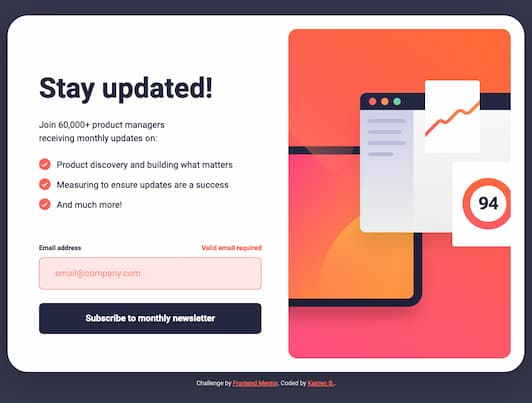 Stay updated!
Join 60,000+ product managers
receiving monthly updates on:
Product discovery and building what matters
Measuring to ensure updates are a success
And much more!
Email address
Valid email required
email@company.com
Subscribe to monthly newsletter
94
Challenge by Frontend Mentor. Coded by Katrien S..